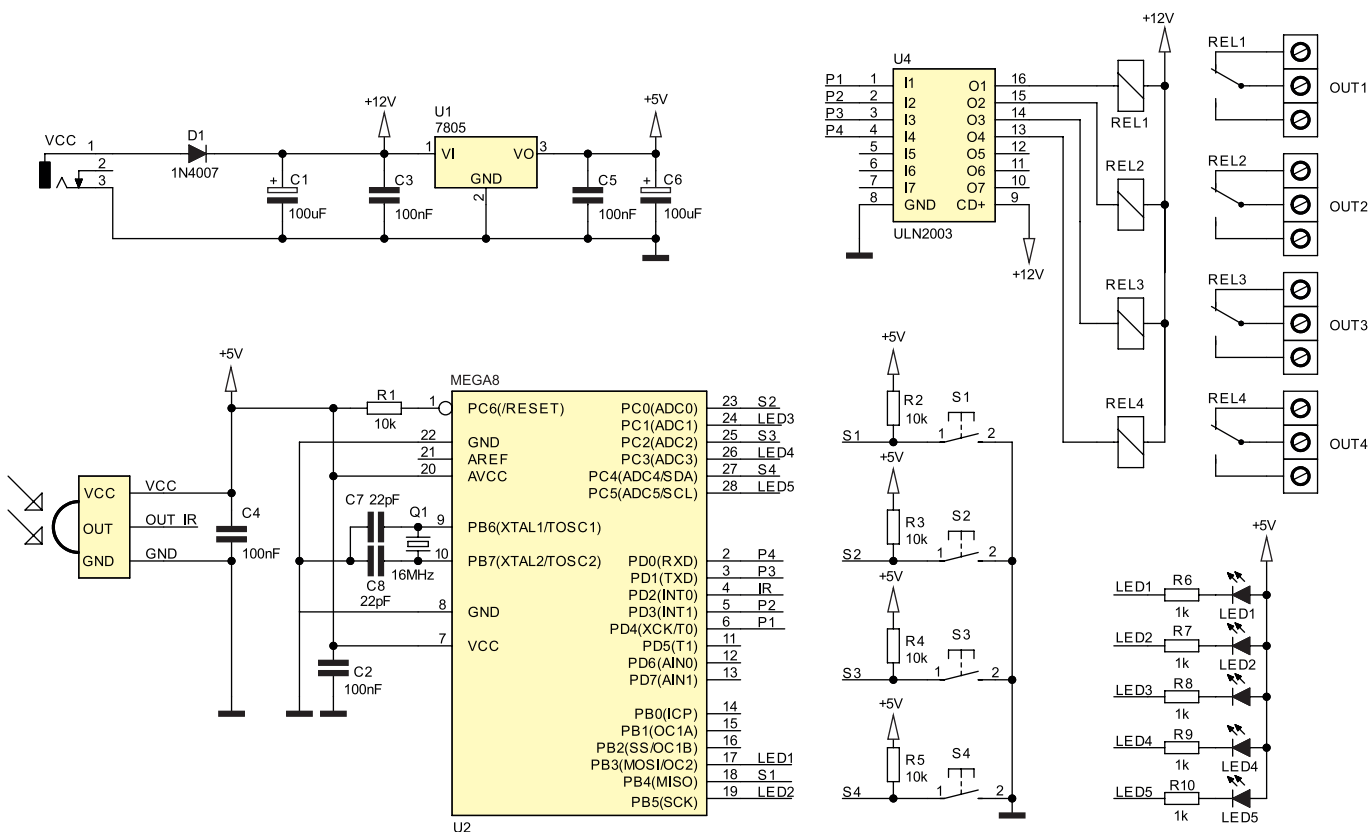 VCC
1
2
3
D1
1N4007
+
C1
100uF
+12V
C3
100nF
U1
7805
1
VI
VO
3
GND
2
C5
100nF
+5V
+
C6
100uF
U4
P1 1 I1 O1 16
P2 2 I2 O2 15
P3 3 I3 O3 14
P4 4 I4 O4 13
5 I5 O5 12
6 I6 O6 11
7 I7 O7 10
8 GND CD+ 9
ULN2003
+12V
+12V
REL1
REL2
REL3
REL4
REL1
OUT1
REL2
OUT2
REL3
OUT3
REL4
OUT4
+5V
VCC VCC
OUT OUT IR
GND GND
C4
100nF
R1
10k
C7 22pF
Q1
16MHz
C8
22pF
C2
100nF
MEGA8
1 PC6(/RESET)
22 GND
21 AREF
20 AVCC
9 PB6(XTAL1/TOSC1)
10 PB7(XTAL2/TOSC2)
8 GND
7 VCC
PC0(ADC0) 23 S2
PC1(ADC1) 24 LED3
PC2(ADC2) 25 S3
PC3(ADC3) 26 LED4
PC4(ADC4/SDA) 27 S4
PC5(ADC5/SCL) 28 LED5
PD0(RXD) 2 P4
PD1(TXD) 3 P3
PD2(INT0) 4 IR
PD3(INT1) 5 P2
PD4(XCK/T0) 6 P1
PD5(T1) 11
PD6(AIN0) 12
PD7(AIN1) 13
PB0(ICP) 14
PB1(OC1A) 15
PB2(SS/OC1B) 16
PB3(MOSI/OC2) 17 LED1
PB4(MISO) 18 S1
PB5(SCK) 19 LED2
U2
+5V
R2
10k
S1
S1 1 2
+5V
R3
10k
S2
S2 1 2
+5V
R4
10k
S3
S3 1 2
+5V
R5
10k
S4
S4 1 2
+5V
LED1 R6
1k
LED1
LED2 R7
1k
LED2
LED3 R8
1k
LED4 R9
1k
LED4
LED5 R10
1k
LED5